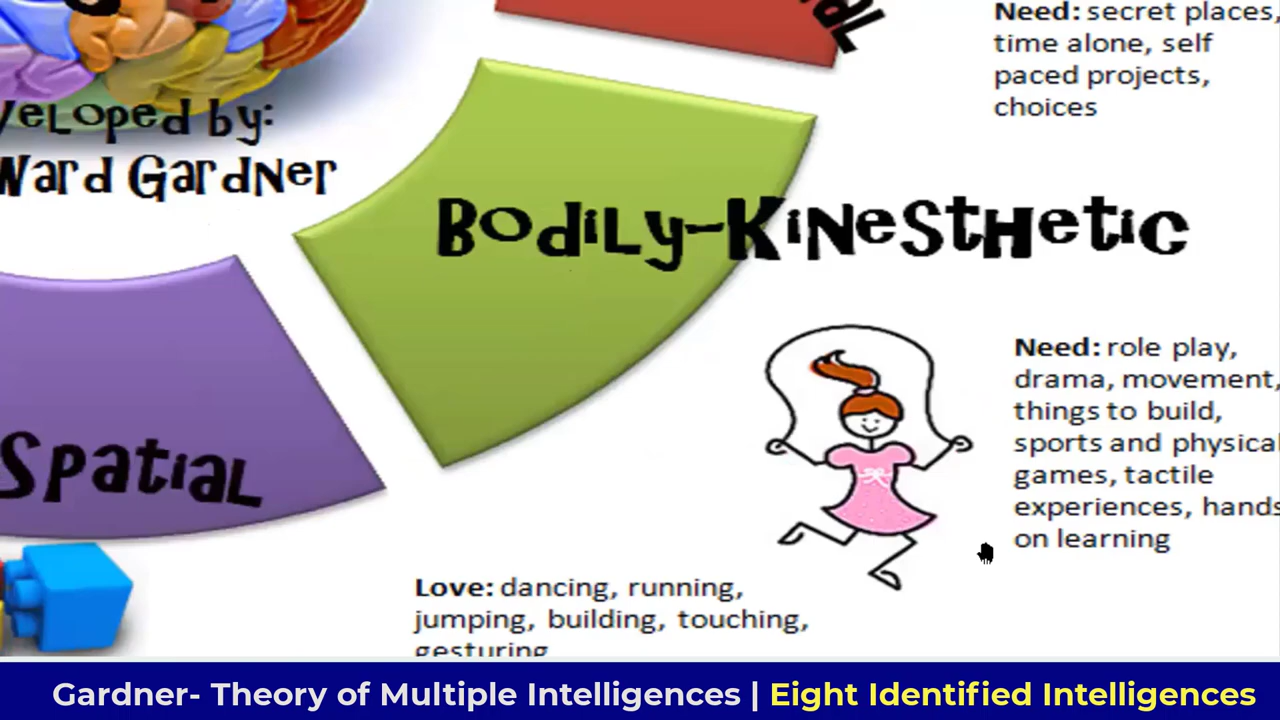 Need: secret places,
time alone, self
paced projects,
choices
veloped by:
Ward Gardner
Bodily-Kinesthetic
Need: role play,
drama, movement,
things to build,
sports and physical
games, tactile
experiences, hands
on learning
Spatial
Love: dancing, running,
jumping, building, touching,
gesturing
Gardner- Theory of Multiple Intelligences | Eight Identified Intelligences